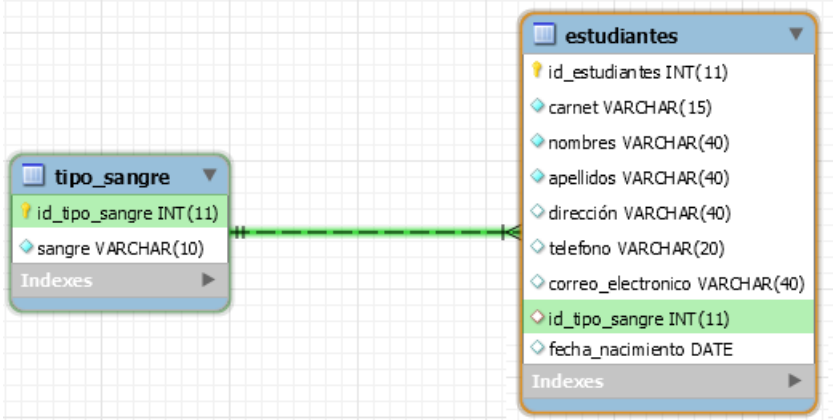 tipo_sangre
id_tipo_sangre INT(11)
sangre VARCHAR(10)
Indexes
estudiantes
id_estudiantes INT(11)
carnet VARCHAR(15)
nombres VARCHAR(40)
apellidos VARCHAR(40)
dirección VARCHAR(40)
telefono VARCHAR(20)
correo_electronico VARCHAR(40)
id_tipo_sangre INT(11)
fecha_nacimiento DATE
Indexes